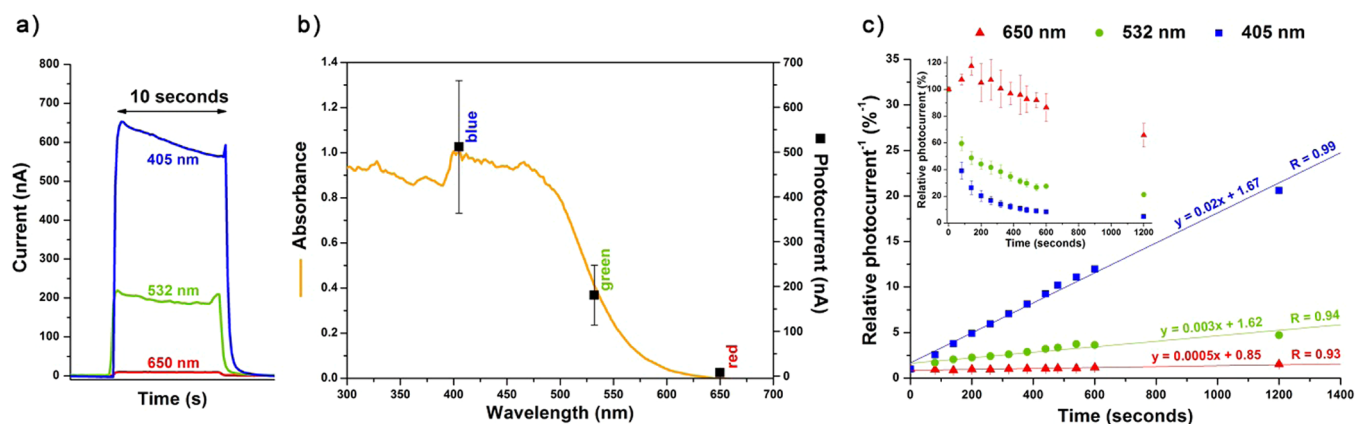 a)
800
700
600
500
400
300
200
100
0
Current (nA)
10 seconds
405 nm
532 nm
650 nm
Time (s)
b)
1.4
1.2
1.0
0.8
0.6
0.4
0.2
0.0
Absorbance
blue
green
red
700
600
500
400
300
200
100
0
Photocurrent (nA)
300 350 400 450 500 550 600 650 700
Wavelength (nm)
c)
650 nm 532 nm 405 nm
35
30
25
20
15
10
5
0
Relative photocurrent⁻¹ (%⁻¹)
120
100
80
60
40
20
0
Relative photocurrent (%)
0 200 400 600 800 1000 1200
Time (seconds)
R = 0.99
y = 0.02x + 1.67
R = 0.94
y = 0.003x + 1.62
y = 0.0005x + 0.85 R = 0.93
0 200 400 600 800 1000 1200 1400
Time (seconds)